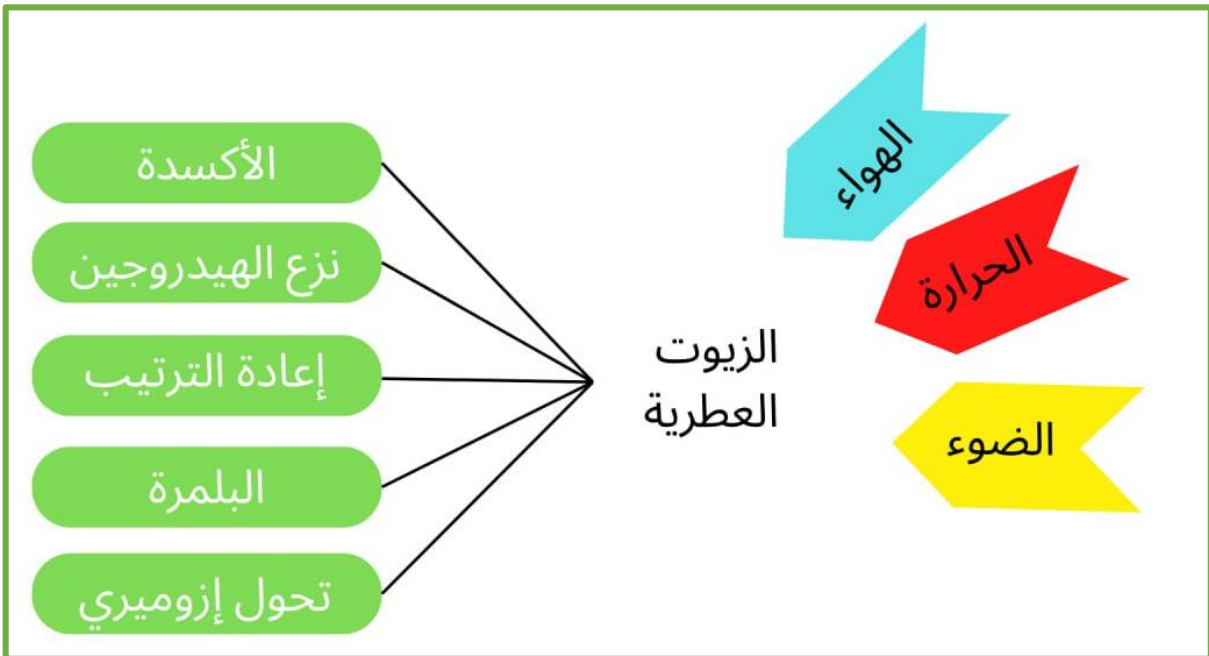 الهواء
الحرارة
الضوء
الزيوت
العطرية
الأكسدة
نزع الهيدروجين
إعادة الترتيب
البلمرة
تحول إزوميري